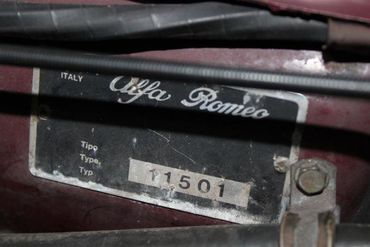 ITALY
Alfa Romeo
Tipo
Type
Typ
11501